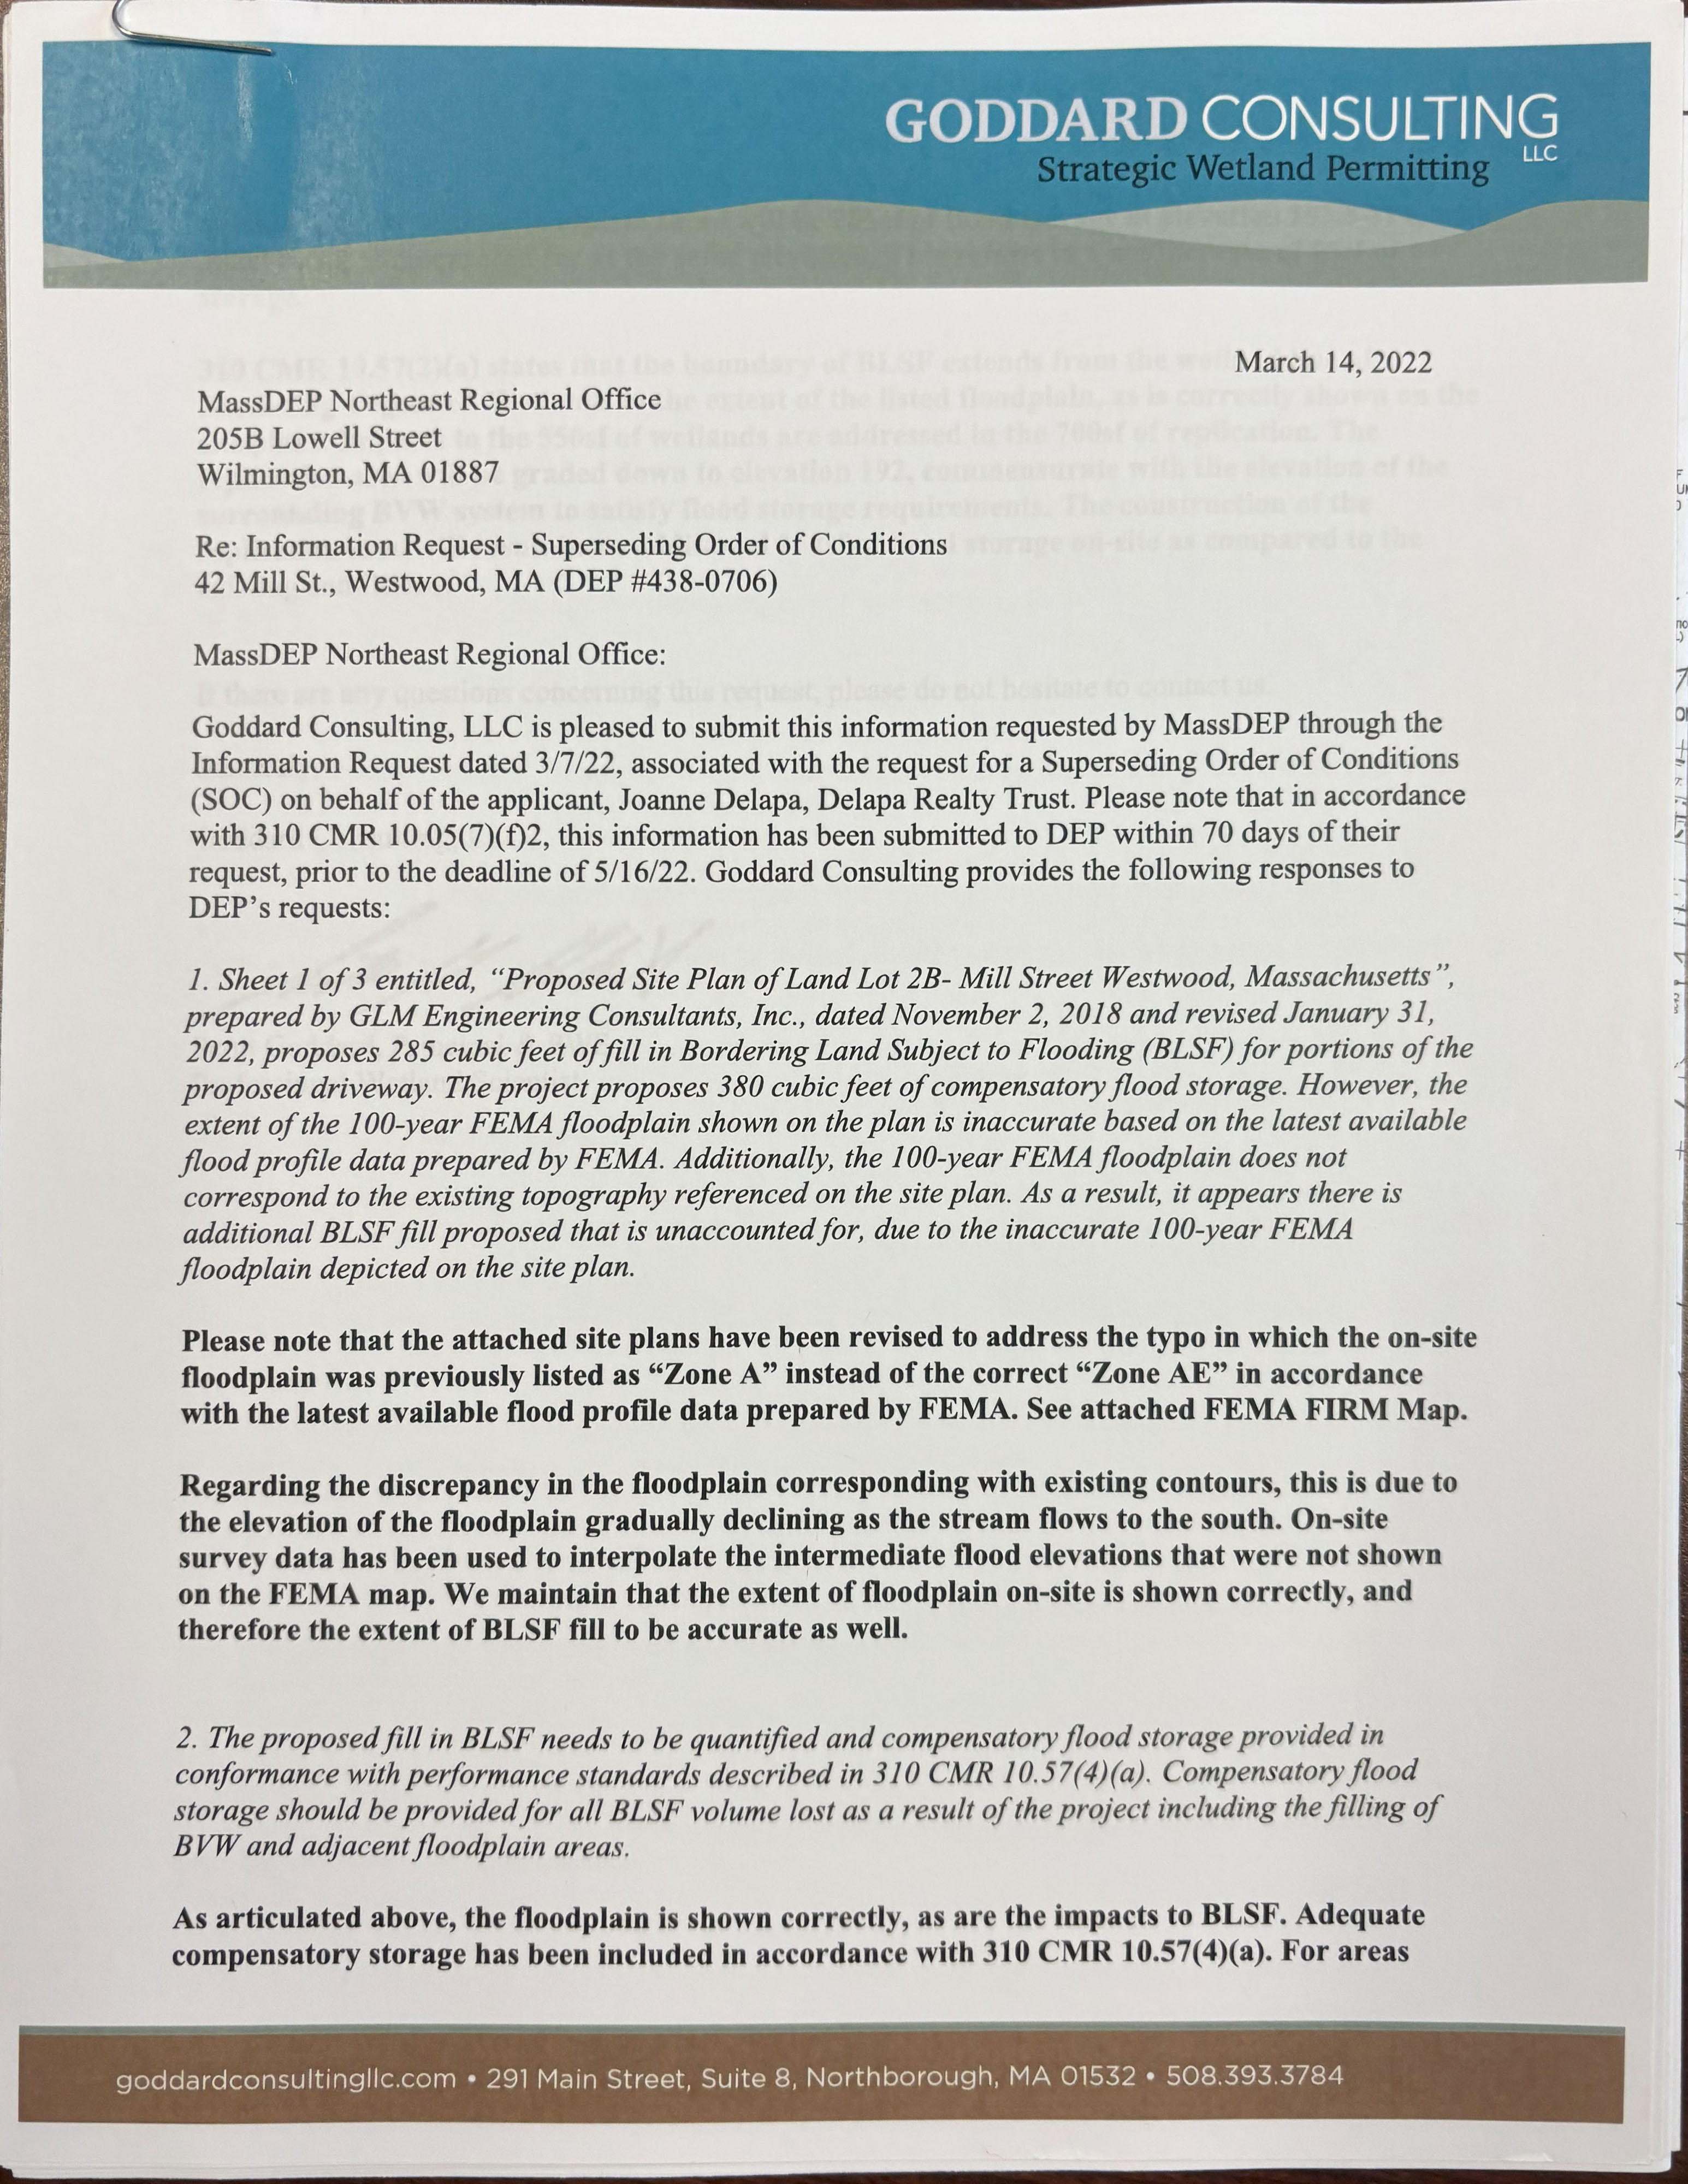 GODDARD CONSULTING
LLC
Strategic Wetland Permitting
March 14, 2022
MassDEP Northeast Regional Office
205B Lowell Street
Wilmington, MA 01887
Re: Information Request - Superseding Order of Conditions
42 Mill St., Westwood, MA (DEP #438-0706)
MassDEP Northeast Regional Office:
Goddard Consulting, LLC is pleased to submit this information requested by MassDEP through the
Information Request dated 3/7/22, associated with the request for a Superseding Order of Conditions
(SOC) on behalf of the applicant, Joanne Delapa, Delapa Realty Trust. Please note that in accordance
with 310 CMR 10.05(7)(f)2, this information has been submitted to DEP within 70 days of their
request, prior to the deadline of 5/16/22. Goddard Consulting provides the following responses to
DEP's requests:
1. Sheet 1 of 3 entitled, “Proposed Site Plan of Land Lot 2B- Mill Street Westwood, Massachusetts”,
prepared by GLM Engineering Consultants, Inc., dated November 2, 2018 and revised January 31,
2022, proposes 285 cubic feet of fill in Bordering Land Subject to Flooding (BLSF) for portions of the
proposed driveway. The project proposes 380 cubic feet of compensatory flood storage. However, the
extent of the 100-year FEMA floodplain shown on the plan is inaccurate based on the latest available
flood profile data prepared by FEMA. Additionally, the 100-year FEMA floodplain does not
correspond to the existing topography referenced on the site plan. As a result, it appears there is
additional BLSF fill proposed that is unaccounted for, due to the inaccurate 100-year FEMA
floodplain depicted on the site plan.
Please note that the attached site plans have been revised to address the typo in which the on-site
floodplain was previously listed as “Zone A” instead of the correct “Zone AE” in accordance
with the latest available flood profile data prepared by FEMA. See attached FEMA FIRM Map.
Regarding the discrepancy in the floodplain corresponding with existing contours, this is due to
the elevation of the floodplain gradually declining as the stream flows to the south. On-site
survey data has been used to interpolate the intermediate flood elevations that were not shown
on the FEMA map. We maintain that the extent of floodplain on-site is shown correctly, and
therefore the extent of BLSF fill to be accurate as well.
2. The proposed fill in BLSF needs to be quantified and compensatory flood storage provided in
conformance with performance standards described in 310 CMR 10.57(4)(a). Compensatory flood
storage should be provided for all BLSF volume lost as a result of the project including the filling of
BVW and adjacent floodplain areas.
As articulated above, the floodplain is shown correctly, as are the impacts to BLSF. Adequate
compensatory storage has been included in accordance with 310 CMR 10.57(4)(a). For areas
goddardconsultingllc.com • 291 Main Street, Suite 8, Northborough, MA 01532 • 508.393.3784